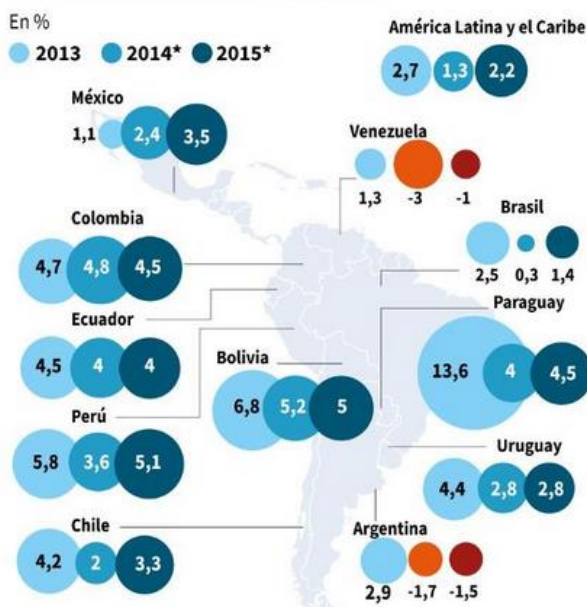 En %
2013 2014* 2015*
América Latina y el Caribe
2,7 1,3 2,2
México
1,1 2,4 3,5
Venezuela
1,3 -3 -1
Brasil
2,5 0,3 1,4
Colombia
4,7 4,8 4,5
Paraguay
13,6 4 4,5
Ecuador
4,5 4 4
Bolivia
6,8 5,2 5
Perú
5,8 3,6 5,1
Uruguay
4,4 2,8 2,8
Chile
4,2 2 3,3
Argentina
2,9 -1,7 -1,5